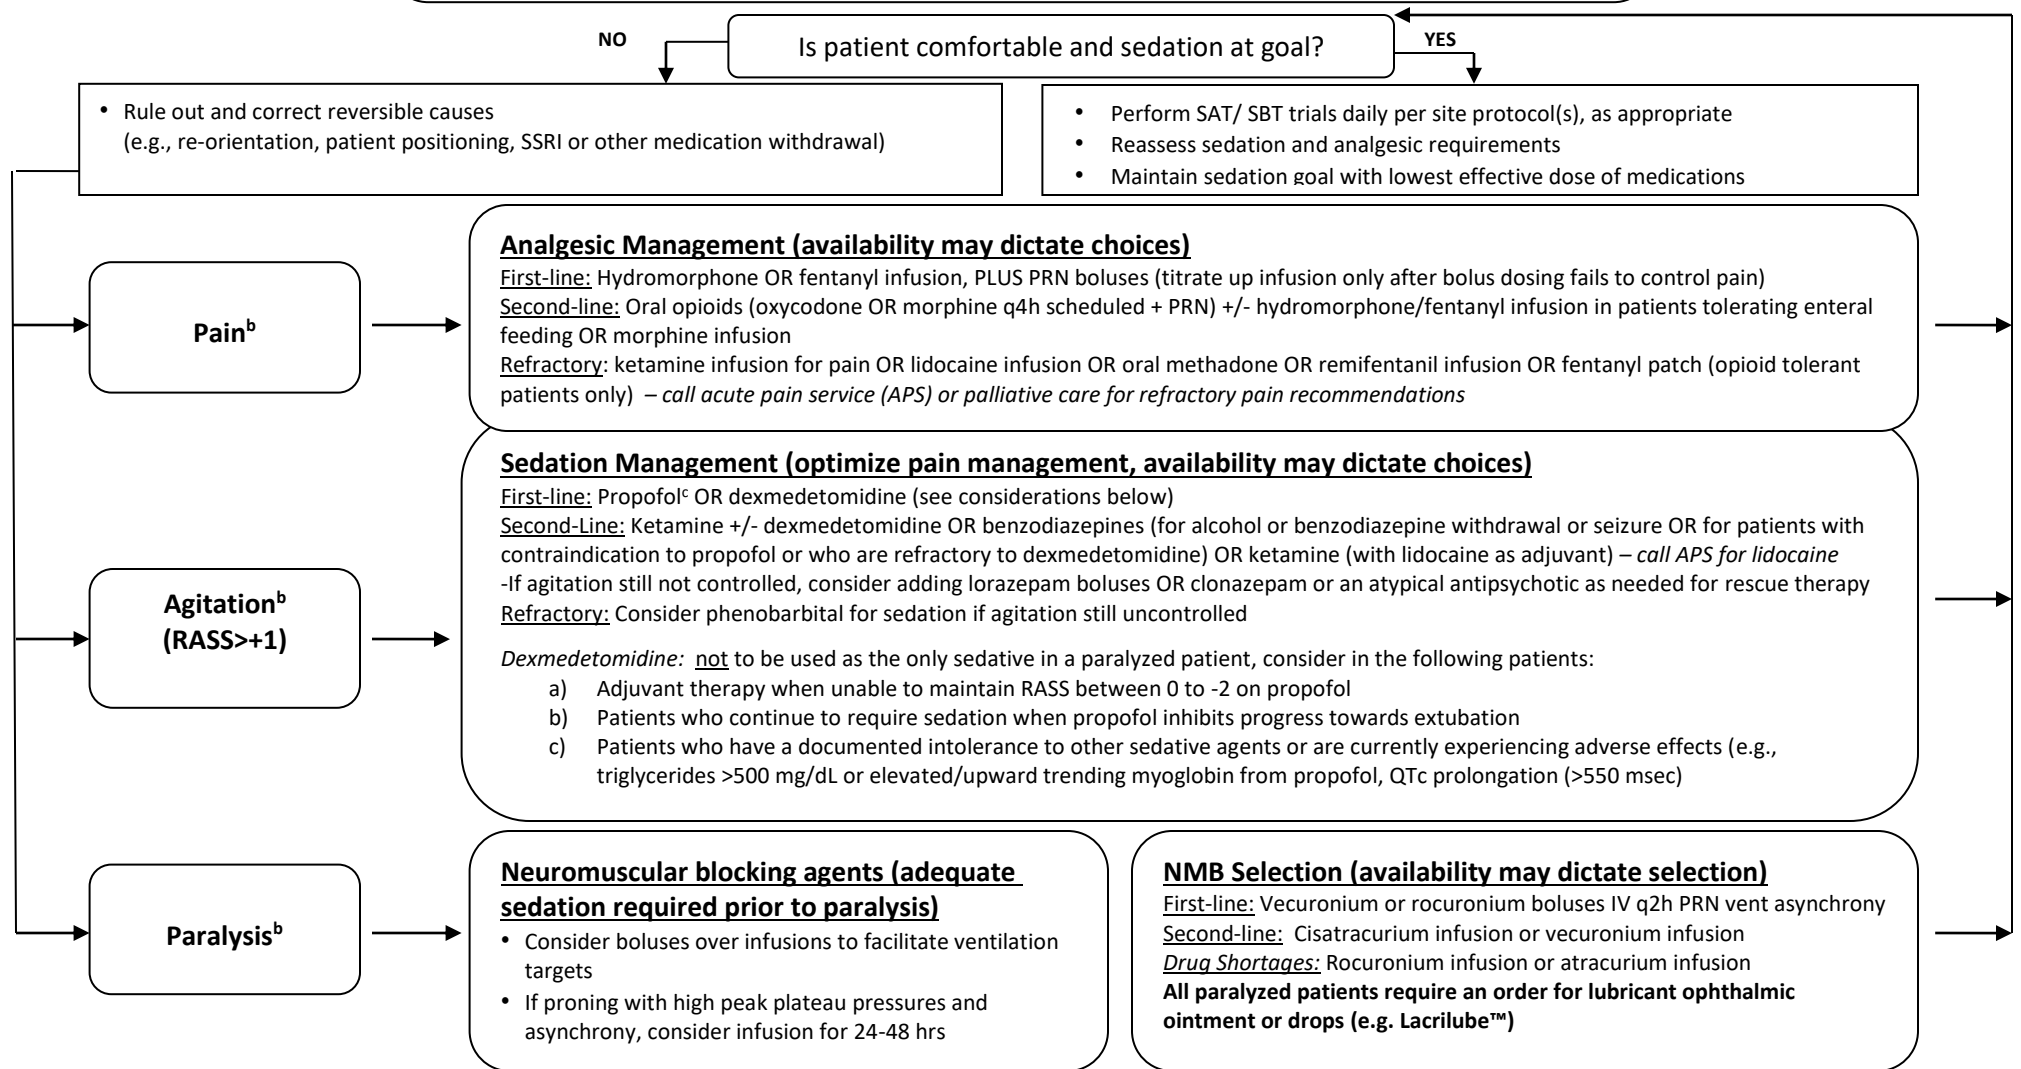 Is patient comfortable and sedation at goal?
NO
YES
• Rule out and correct reversible causes
(e.g., re-orientation, patient positioning, SSRI or other medication withdrawal)
• Perform SAT/ SBT trials daily per site protocol(s), as appropriate
• Reassess sedation and analgesic requirements
• Maintain sedation goal with lowest effective dose of medications
Pain^b
Analgesic Management (availability may dictate choices)
First-line: Hydromorphone OR fentanyl infusion, PLUS PRN boluses (titrate up infusion only after bolus dosing fails to control pain)
Second-line: Oral opioids (oxycodone OR morphine q4h scheduled + PRN) +/- hydromorphone/fentanyl infusion in patients tolerating enteral
feeding OR morphine infusion
Refractory: ketamine infusion for pain OR lidocaine infusion OR oral methadone OR remifentanil infusion OR fentanyl patch (opioid tolerant
patients only) – call acute pain service (APS) or palliative care for refractory pain recommendations
Agitation^b
(RASS>+1)
Sedation Management (optimize pain management, availability may dictate choices)
First-line: Propofol^c OR dexmedetomidine (see considerations below)
Second-Line: Ketamine +/- dexmedetomidine OR benzodiazepines (for alcohol or benzodiazepine withdrawal or seizure OR for patients with
contraindication to propofol or who are refractory to dexmedetomidine) OR ketamine (with lidocaine as adjuvant) – call APS for lidocaine
-If agitation still not controlled, consider adding lorazepam boluses OR clonazepam or an atypical antipsychotic as needed for rescue therapy
Refractory: Consider phenobarbital for sedation if agitation still uncontrolled
Dexmedetomidine: not to be used as the only sedative in a paralyzed patient, consider in the following patients:
a) Adjuvant therapy when unable to maintain RASS between 0 to -2 on propofol
b) Patients who continue to require sedation when propofol inhibits progress towards extubation
c) Patients who have a documented intolerance to other sedative agents or are currently experiencing adverse effects (e.g.,
triglycerides >500 mg/dL or elevated/upward trending myoglobin from propofol, QTc prolongation (>550 msec)
Paralysis^b
Neuromuscular blocking agents (adequate
sedation required prior to paralysis)
• Consider boluses over infusions to facilitate ventilation
targets
• If proning with high peak plateau pressures and
asynchrony, consider infusion for 24-48 hrs
NMB Selection (availability may dictate selection)
First-line: Vecuronium or rocuronium boluses IV q2h PRN vent asynchrony
Second-line: Cisatracurium infusion or vecuronium infusion
Drug Shortages: Rocuronium infusion or atracurium infusion
All paralyzed patients require an order for lubricant ophthalmic
ointment or drops (e.g. Lacrilube™)